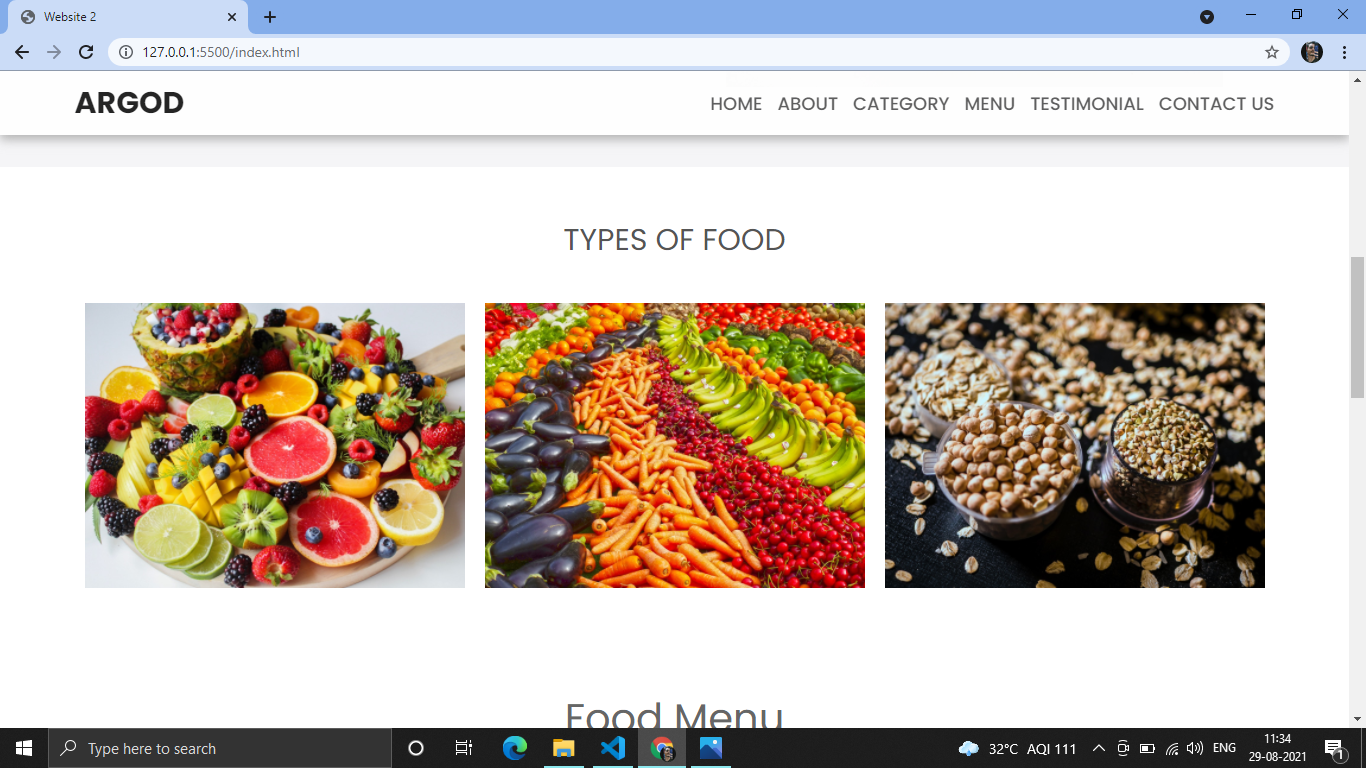 Website 2
127.0.0.1:5500/index.html
ARGOD
HOME ABOUT CATEGORY MENU TESTIMONIAL CONTACT US
TYPES OF FOOD
Food Menu
Type here to search
32°C AQI 111
ENG
11:34
29-08-2021
1